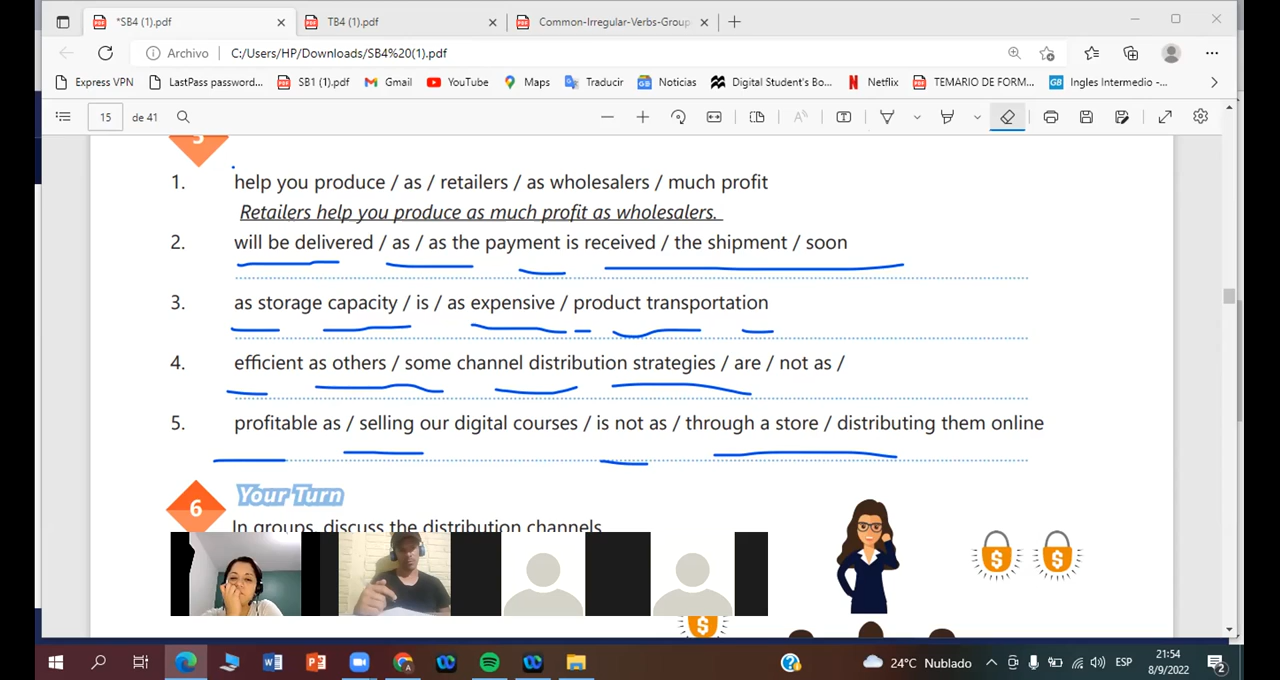 *SB4 (1).pdf
TB4 (1).pdf
Common-Irregular-Verbs-Group
Archivo
C:/Users/HP/Downloads/SB4%20(1).pdf
Express VPN
LastPass password...
SB1 (1).pdf
Gmail
YouTube
Maps
Traducir
Noticias
Digital Student's Bo...
Netflix
TEMARIO DE FORM...
Ingles Intermedio -...
15
de 41
1. help you produce / as / retailers / as wholesalers / much profit
Retailers help you produce as much profit as wholesalers.
2. will be delivered / as / as the payment is received / the shipment / soon
3. as storage capacity / is / as expensive / product transportation
4. efficient as others / some channel distribution strategies / are / not as /
5. profitable as / selling our digital courses / is not as / through a store / distributing them online
6
Your Turn
In groups, discuss the distribution channels
24°C Nublado
ESP
21:54
8/9/2022
2